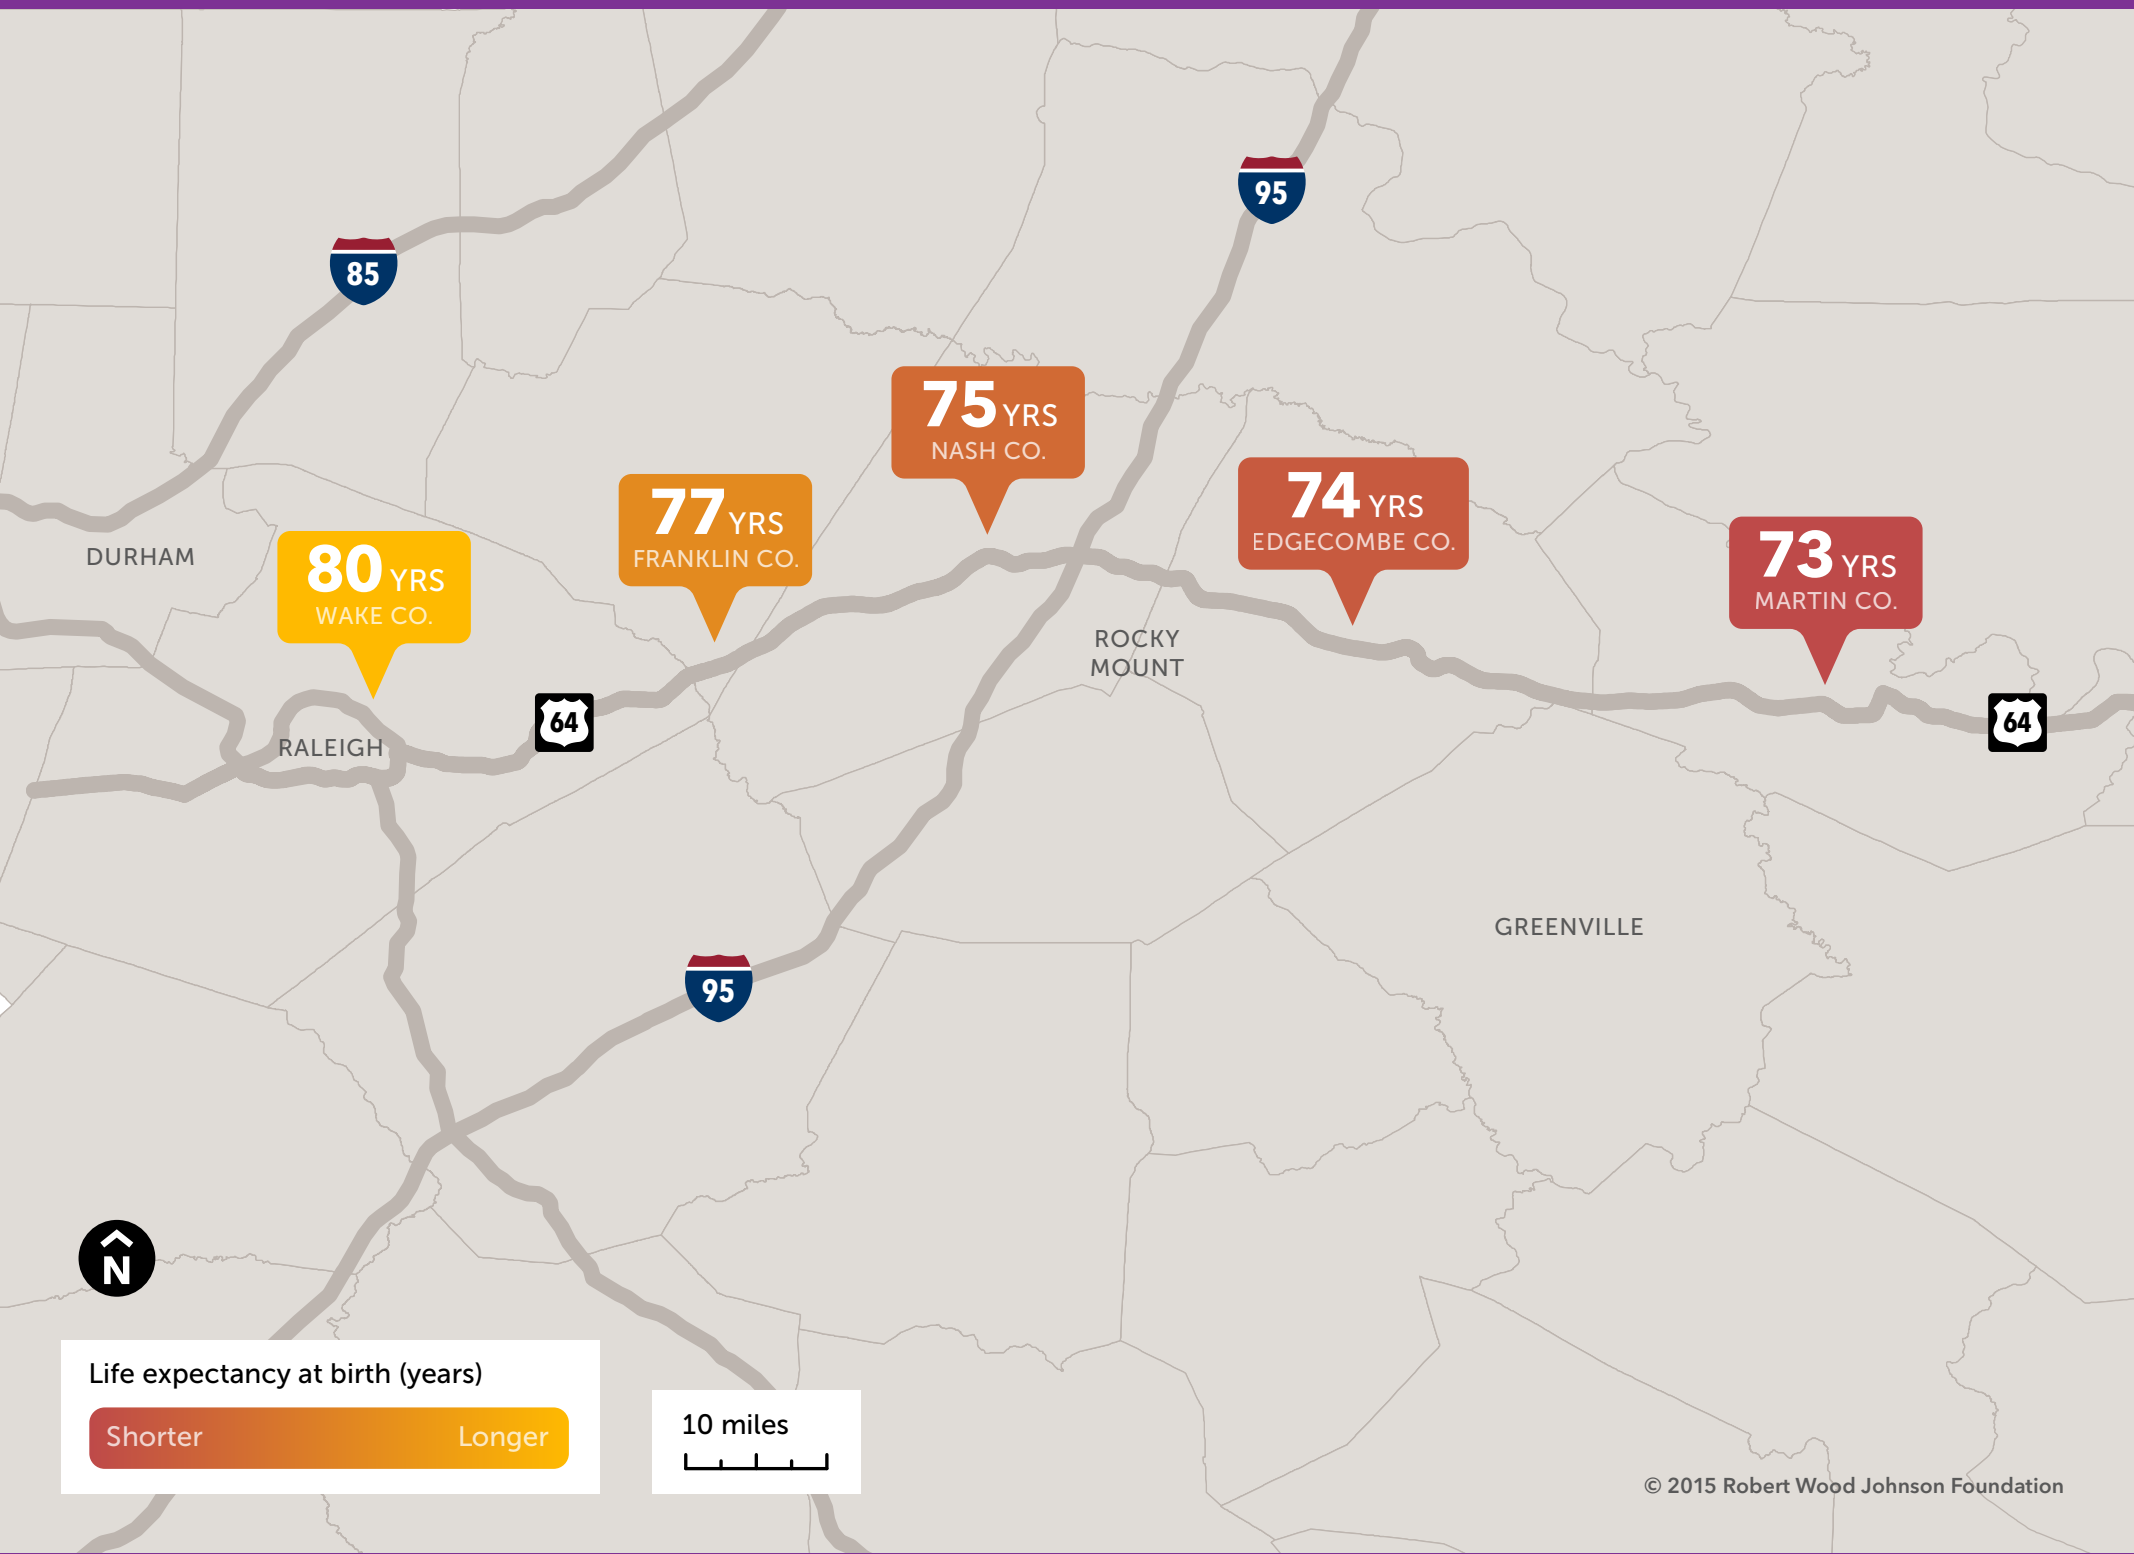 95
85
75 YRS
NASH CO.
74 YRS
EDGECOMBE CO.
77 YRS
FRANKLIN CO.
73 YRS
MARTIN CO.
DURHAM
80 YRS
WAKE CO.
ROCKY
MOUNT
64
64
RALEIGH
GREENVILLE
95
N
Life expectancy at birth (years)
Shorter
Longer
10 miles
© 2015 Robert Wood Johnson Foundation